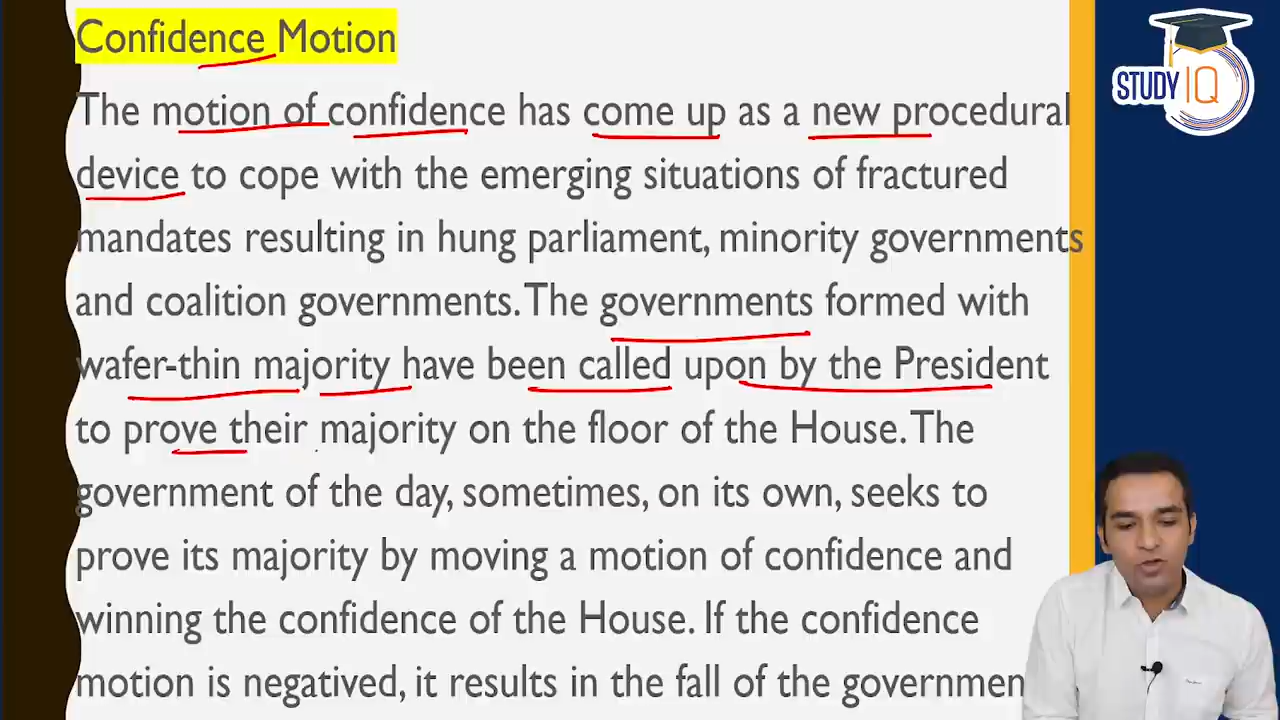 Confidence Motion
The motion of confidence has come up as a new procedural
device to cope with the emerging situations of fractured
mandates resulting in hung parliament, minority governments
and coalition governments. The governments formed with
wafer-thin majority have been called upon by the President
to prove their majority on the floor of the House. The
government of the day, sometimes, on its own, seeks to
prove its majority by moving a motion of confidence and
winning the confidence of the House. If the confidence
motion is negatived, it results in the fall of the governmen
STUDY IQ